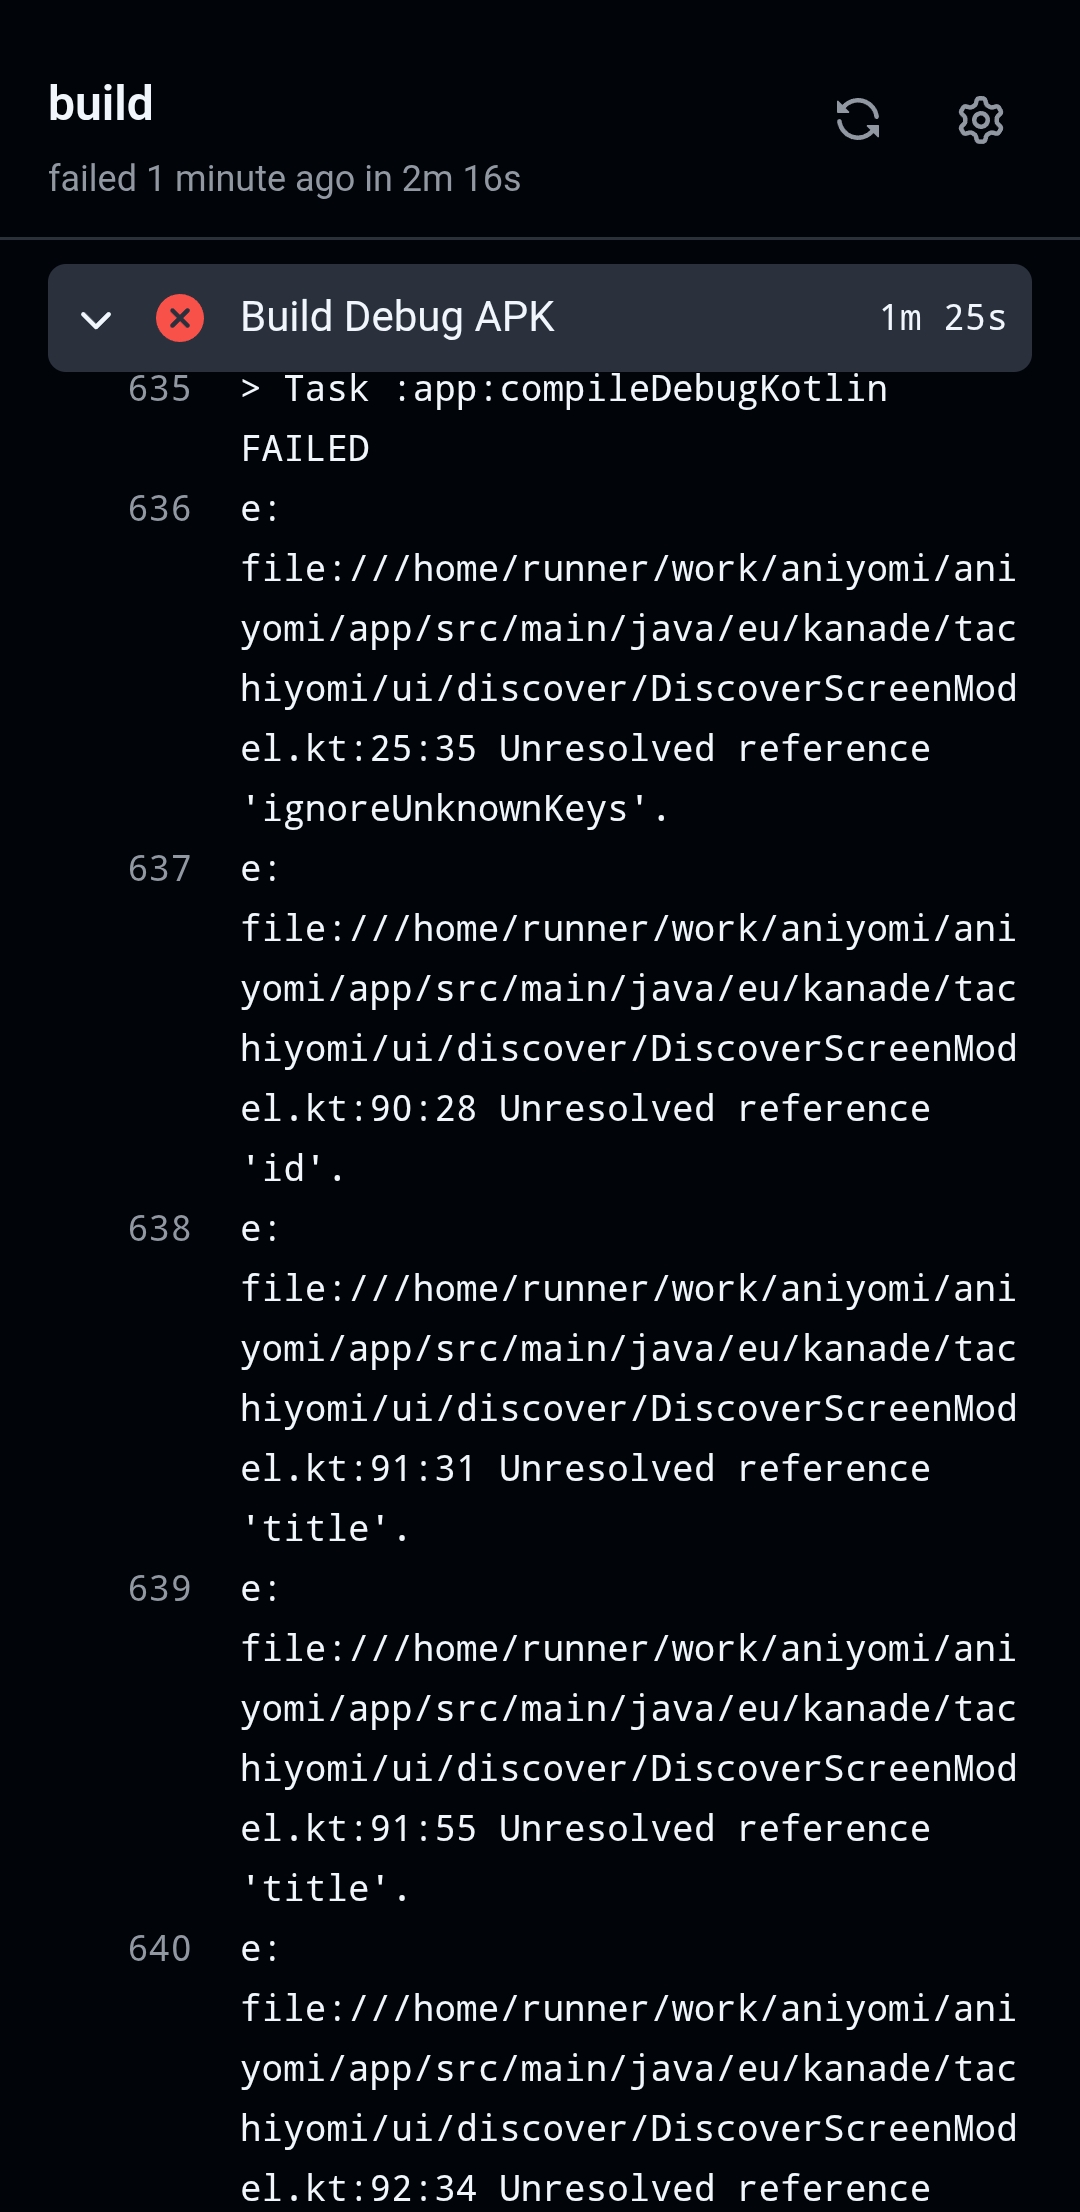 build
failed 1 minute ago in 2m 16s
Build Debug APK 1m 25s
635 > Task :app:compileDebugKotlin
FAILED
636 e:
file:///home/runner/work/aniyomi/ani
yomi/app/src/main/java/eu/kanade/tac
hiyomi/ui/discover/DiscoverScreenMod
el.kt:25:35 Unresolved reference
'ignoreUnknownKeys'.
637 e:
file:///home/runner/work/aniyomi/ani
yomi/app/src/main/java/eu/kanade/tac
hiyomi/ui/discover/DiscoverScreenMod
el.kt:90:28 Unresolved reference
'id'.
638 e:
file:///home/runner/work/aniyomi/ani
yomi/app/src/main/java/eu/kanade/tac
hiyomi/ui/discover/DiscoverScreenMod
el.kt:91:31 Unresolved reference
'title'.
639 e:
file:///home/runner/work/aniyomi/ani
yomi/app/src/main/java/eu/kanade/tac
hiyomi/ui/discover/DiscoverScreenMod
el.kt:91:55 Unresolved reference
'title'.
640 e:
file:///home/runner/work/aniyomi/ani
yomi/app/src/main/java/eu/kanade/tac
hiyomi/ui/discover/DiscoverScreenMod
el.kt:92:34 Unresolved reference